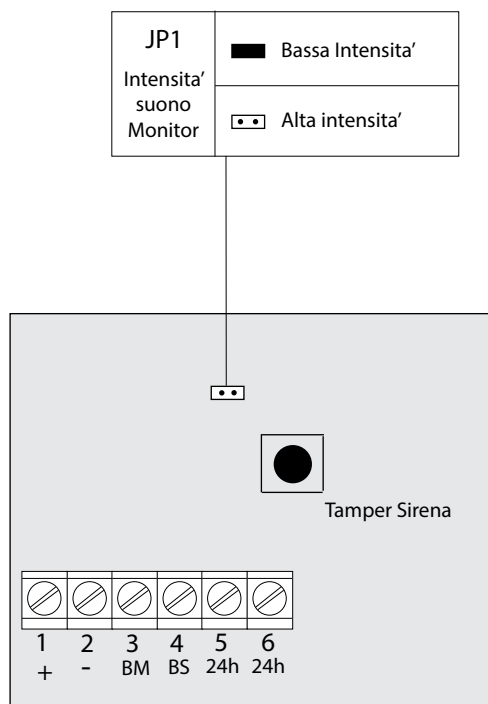 JP1
Intensita'
suono
Monitor
Bassa Intensita'
Alta intensita'
Tamper Sirena
1 2 3 4 5 6
+ - BM BS 24h 24h